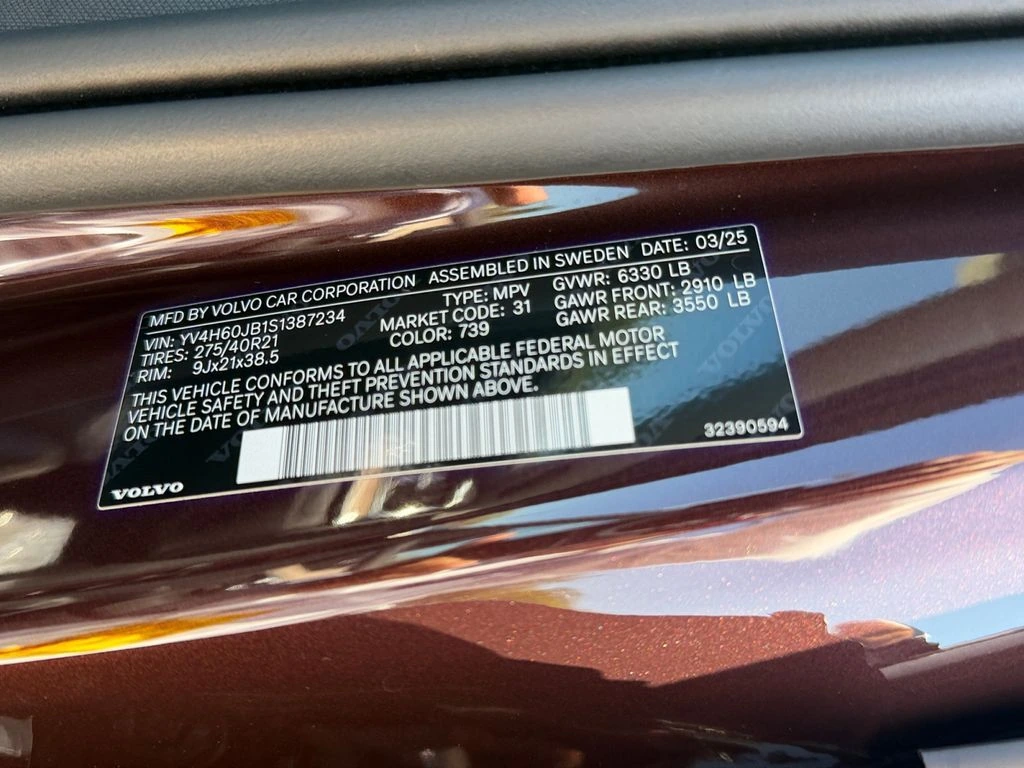 MFD BY VOLVO CAR CORPORATION ASSEMBLED IN SWEDEN DATE: 03/25
VIN: YV4H60JB1S1387234 TYPE: MPV GVWR: 6330 LB
TIRES: 275/40R21 MARKET CODE: 31 GAWR FRONT: 2910 LB
RIM: 9Jx21x38.5 COLOR: 739 GAWR REAR: 3550 LB
THIS VEHICLE CONFORMS TO ALL APPLICABLE FEDERAL MOTOR
VEHICLE SAFETY AND THEFT PREVENTION STANDARDS IN EFFECT
ON THE DATE OF MANUFACTURE SHOWN ABOVE.
VOLVO 32390594